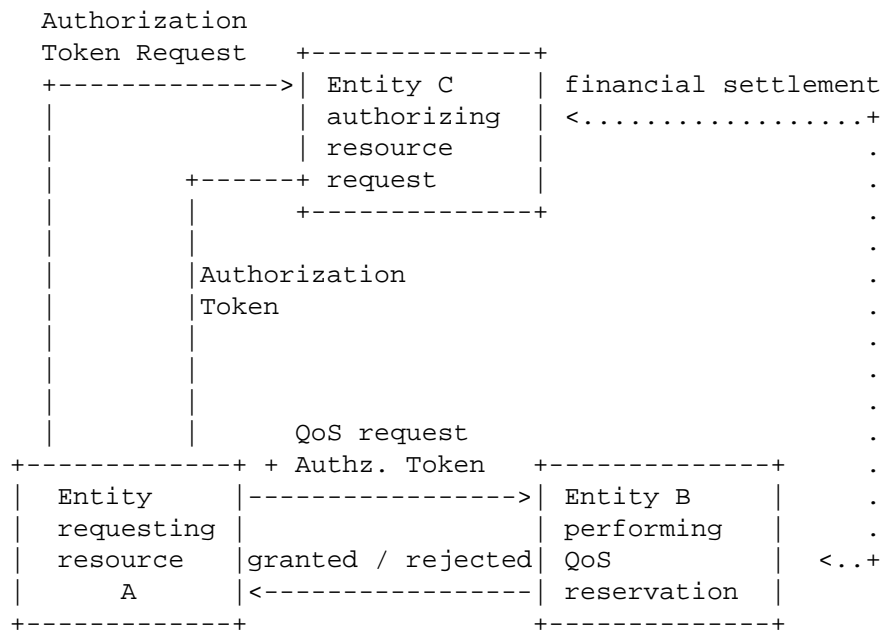 Authorization
Token Request
Entity C
financial settlement
authorizing
resource
request
Authorization
Token
QoS request
+ Authz. Token
Entity
requesting
resource
A
granted / rejected
Entity B
performing
QoS
reservation